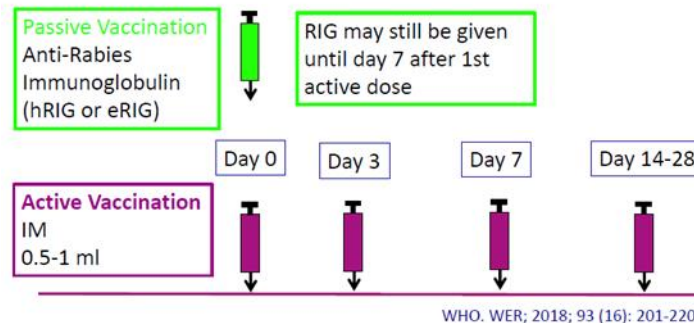 Passive Vaccination
Anti-Rabies
Immunoglobulin
(hRIG or eRIG)
RIG may still be given
until day 7 after 1st
active dose
Day 0
Day 3
Day 7
Day 14-28
Active Vaccination
IM
0.5-1 ml
WHO. WER; 2018; 93 (16): 201-220